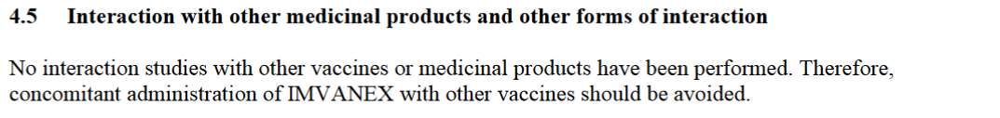 4.5 Interaction with other medicinal products and other forms of interaction
No interaction studies with other vaccines or medicinal products have been performed. Therefore,
concomitant administration of IMVANEX with other vaccines should be avoided.